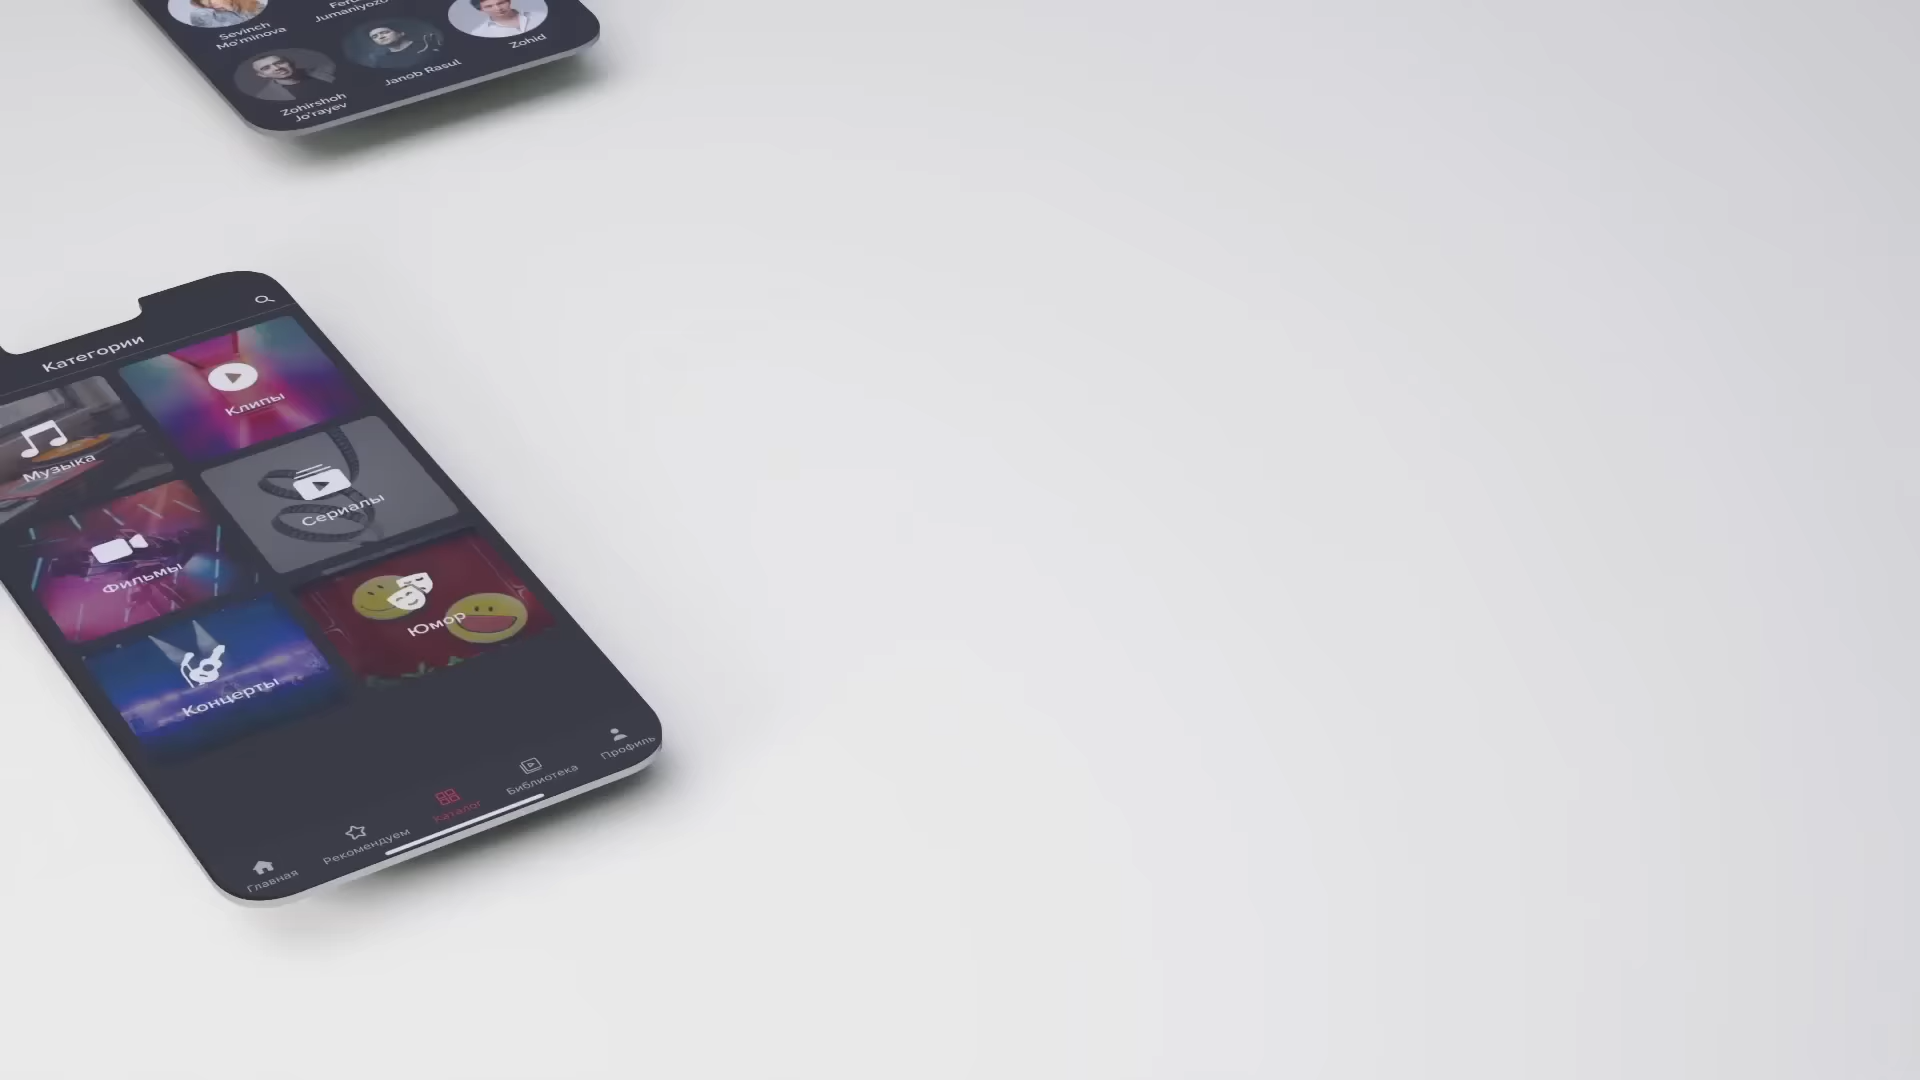 Sevinch
Mo'minova
Jumaniyozov
Zohid
Janob Rasul
Zohirshoh
Jo'rayev
Категории
Клипы
Музыка
Сериалы
Фильмы
Юмор
Концерты
Профиль
Библиотека
Каталог
Рекомендуем
Главная